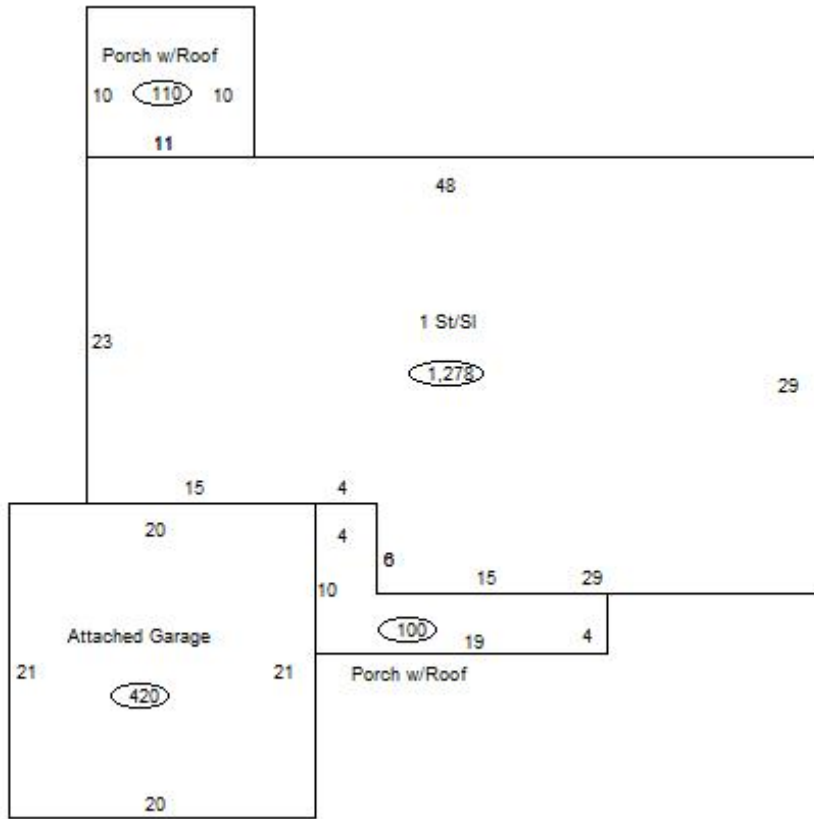 Porch w/Roof
10 110 10
11
48
1 St/Sl
23
1,278
29
15 4
20 4
6
10 15 29
100
Attached Garage 19 4
21 21 Porch w/Roof
420
20